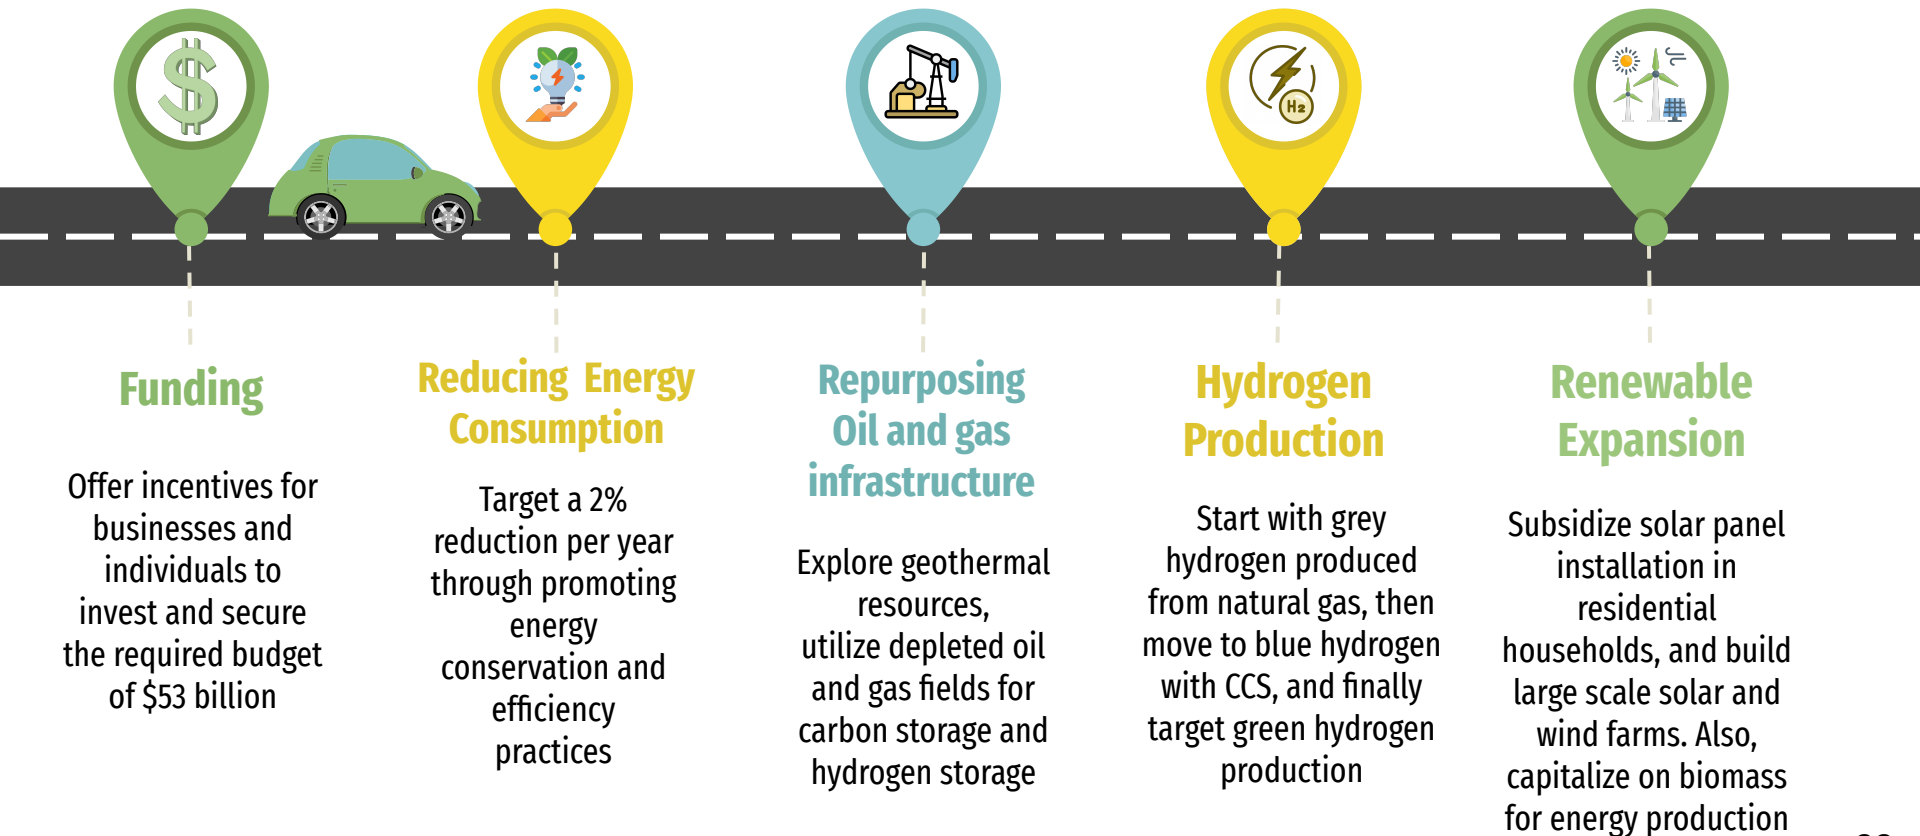 H2
Funding
Offer incentives for
businesses and
individuals to
invest and secure
the required budget
of $53 billion
Reducing Energy
Consumption
Target a 2%
reduction per year
through promoting
energy
conservation and
efficiency
practices
Repurposing
Oil and gas
infrastructure
Explore geothermal
resources,
utilize depleted oil
and gas fields for
carbon storage and
hydrogen storage
Hydrogen
Production
Start with grey
hydrogen produced
from natural gas, then
move to blue hydrogen
with CCS, and finally
target green hydrogen
production
Renewable
Expansion
Subsidize solar panel
installation in
residential
households, and build
large scale solar and
wind farms. Also,
capitalize on biomass
for energy production